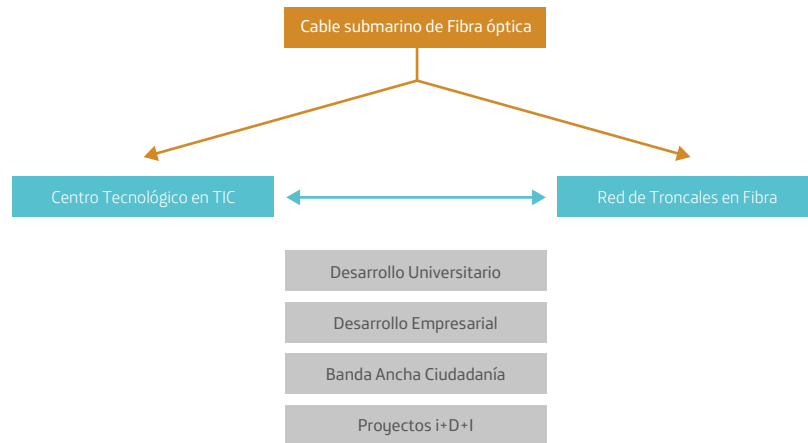 Cable submarino de Fibra óptica
Centro Tecnológico en TIC
Red de Troncales en Fibra
Desarrollo Universitario
Desarrollo Empresarial
Banda Ancha Ciudadanía
Proyectos i+D+I